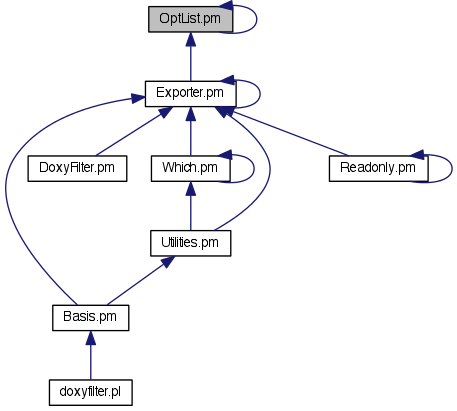 OptList.pm
Exporter.pm
DoxyFilter.pm
Which.pm
Readonly.pm
Utilities.pm
Basis.pm
doxyfilter.pl